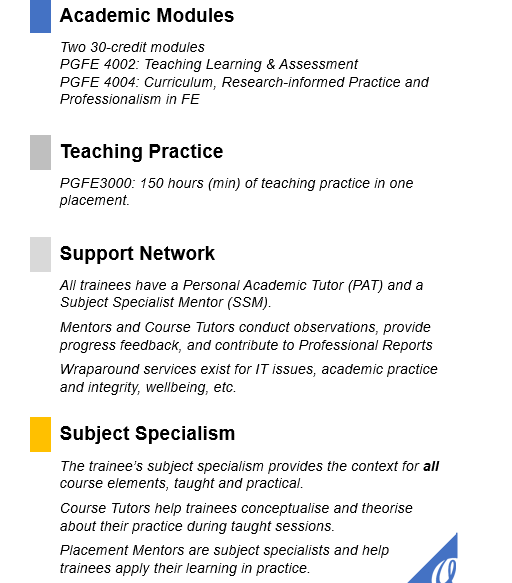 Academic Modules
Two 30-credit modules
PGFE 4002: Teaching Learning & Assessment
PGFE 4004: Curriculum, Research-informed Practice and
Professionalism in FE
Teaching Practice
PGFE3000: 150 hours (min) of teaching practice in one
placement.
Support Network
All trainees have a Personal Academic Tutor (PAT) and a
Subject Specialist Mentor (SSM).
Mentors and Course Tutors conduct observations, provide
progress feedback, and contribute to Professional Reports
Wraparound services exist for IT issues, academic practice
and integrity, wellbeing, etc.
Subject Specialism
The trainee's subject specialism provides the context for all
course elements, taught and practical.
Course Tutors help trainees conceptualise and theorise
about their practice during taught sessions.
Placement Mentors are subject specialists and help
trainees apply their learning in practice.